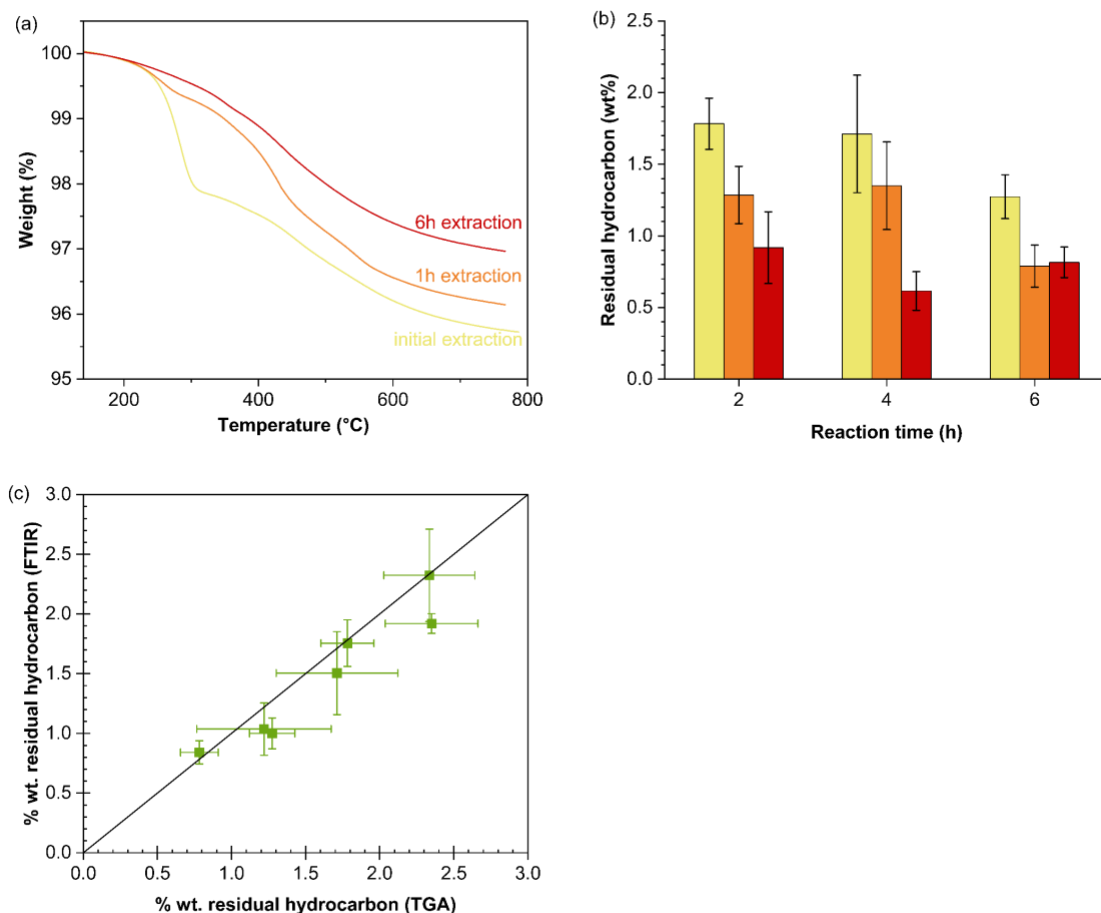 (a)
100
99
98
97
96
95
Weight (%)
6h extraction
1h extraction
initial extraction
200
400
600
800
Temperature (°C)
(b)
2.5
2.0
1.5
1.0
0.5
0.0
Residual hydrocarbon (wt%)
2
4
6
Reaction time (h)
(c)
3.0
2.5
2.0
1.5
1.0
0.5
0.0
% wt. residual hydrocarbon (FTIR)
0.0
0.5
1.0
1.5
2.0
2.5
3.0
% wt. residual hydrocarbon (TGA)